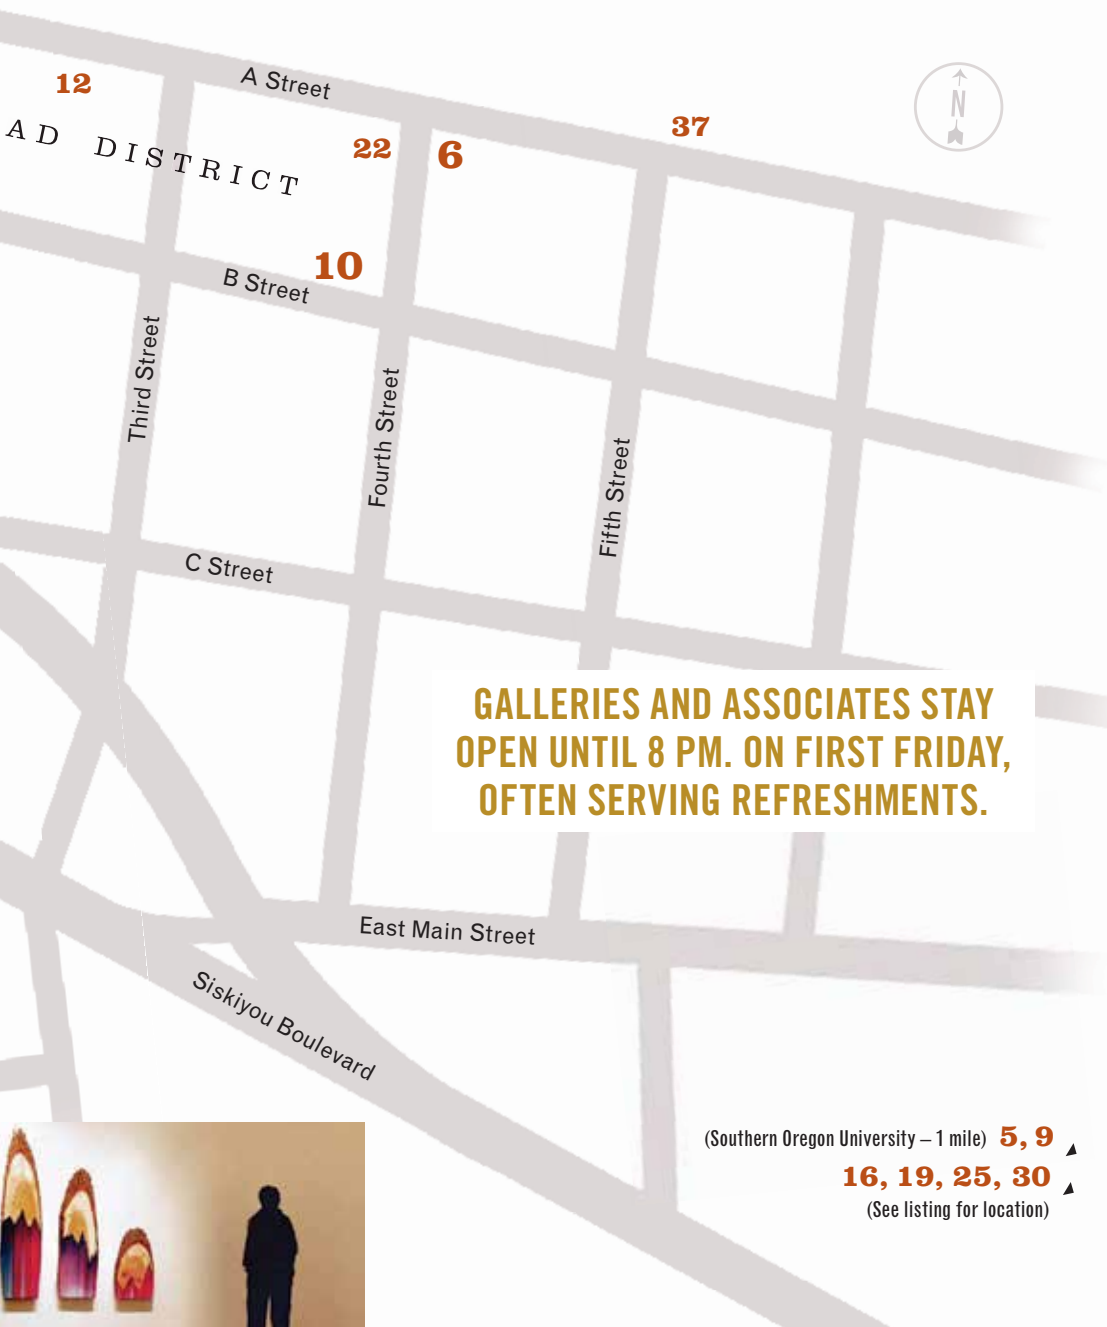 12
A Street
N
37
AD DISTRICT
22
6
10
B Street
Third Street
Fourth Street
Fifth Street
C Street
GALLERIES AND ASSOCIATES STAY
OPEN UNTIL 8 PM. ON FIRST FRIDAY,
OFTEN SERVING REFRESHMENTS.
East Main Street
Siskiyou Boulevard
(Southern Oregon University – 1 mile) 5, 9
16, 19, 25, 30
(See listing for location)